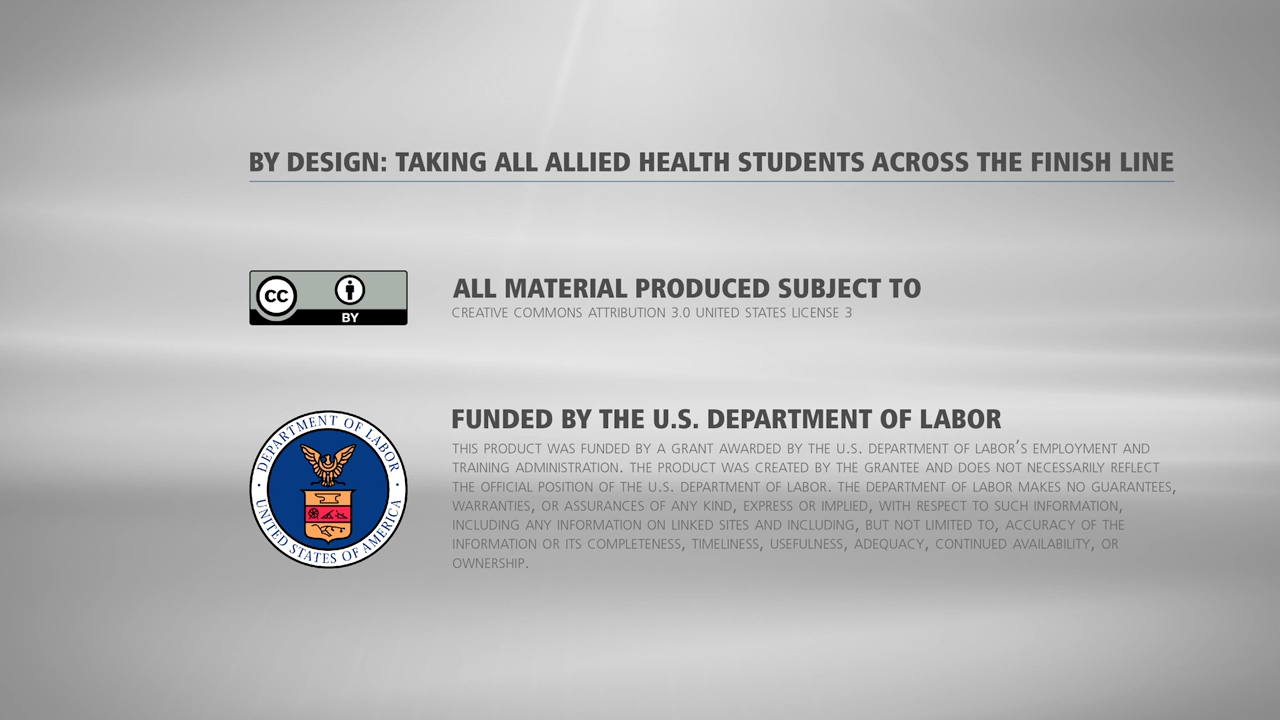 BY DESIGN: TAKING ALL ALLIED HEALTH STUDENTS ACROSS THE FINISH LINE
CC
BY
ALL MATERIAL PRODUCED SUBJECT TO
CREATIVE COMMONS ATTRIBUTION 3.0 UNITED STATES LICENSE 3
DEPARTMENT OF LABOR
UNITED STATES OF AMERICA
FUNDED BY THE U.S. DEPARTMENT OF LABOR
THIS PRODUCT WAS FUNDED BY A GRANT AWARDED BY THE U.S. DEPARTMENT OF LABOR'S EMPLOYMENT AND
TRAINING ADMINISTRATION. THE PRODUCT WAS CREATED BY THE GRANTEE AND DOES NOT NECESSARILY REFLECT
THE OFFICIAL POSITION OF THE U.S. DEPARTMENT OF LABOR. THE DEPARTMENT OF LABOR MAKES NO GUARANTEES,
WARRANTIES, OR ASSURANCES OF ANY KIND, EXPRESS OR IMPLIED, WITH RESPECT TO SUCH INFORMATION,
INCLUDING ANY INFORMATION ON LINKED SITES AND INCLUDING, BUT NOT LIMITED TO, ACCURACY OF THE
INFORMATION OR ITS COMPLETENESS, TIMELINESS, USEFULNESS, ADEQUACY, CONTINUED AVAILABILITY, OR
OWNERSHIP.